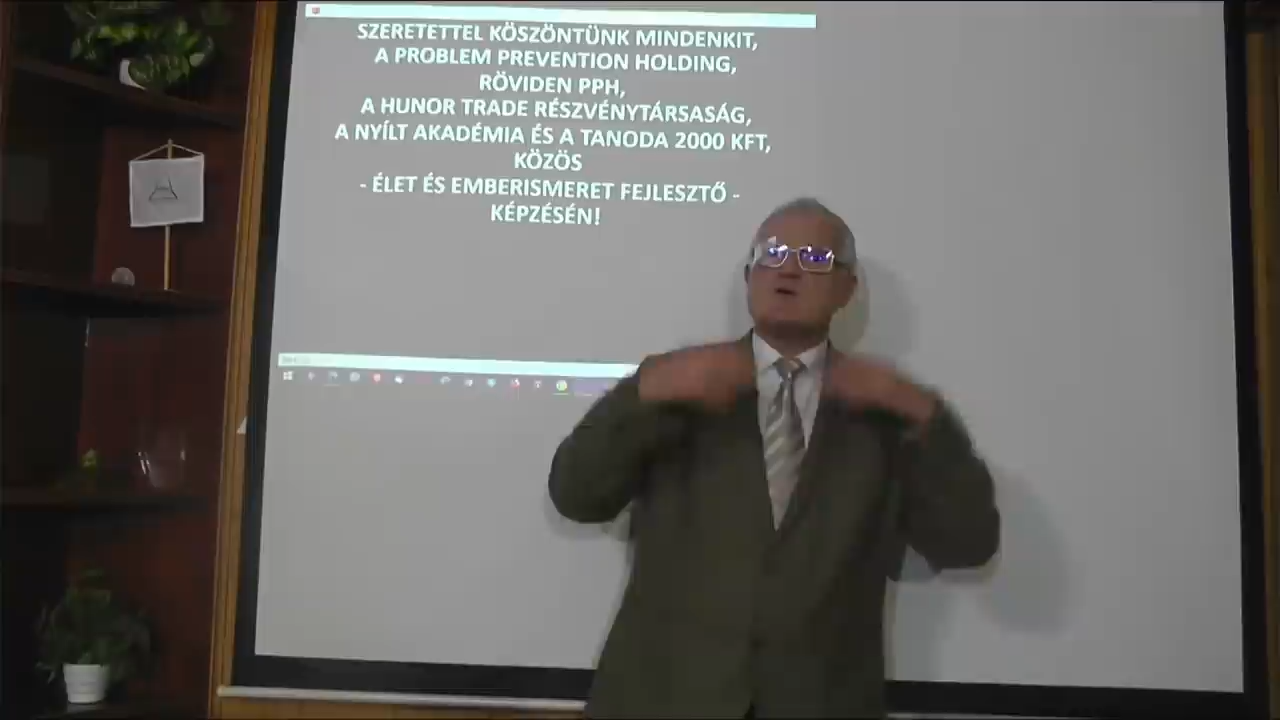 SZERETETTEL KÖSZÖNTÜNK MINDENKIT,
A PROBLEM PREVENTION HOLDING,
RÖVIDEN PPH,
A HUNOR TRADE RÉSZVÉNYTÁRSASÁG,
A NYÍLT AKADÉMIA ÉS A TANODA 2000 KFT,
KÖZÖS
- ÉLET ÉS EMBERISMERET FEJLESZTŐ -
KÉPZÉSÉN!